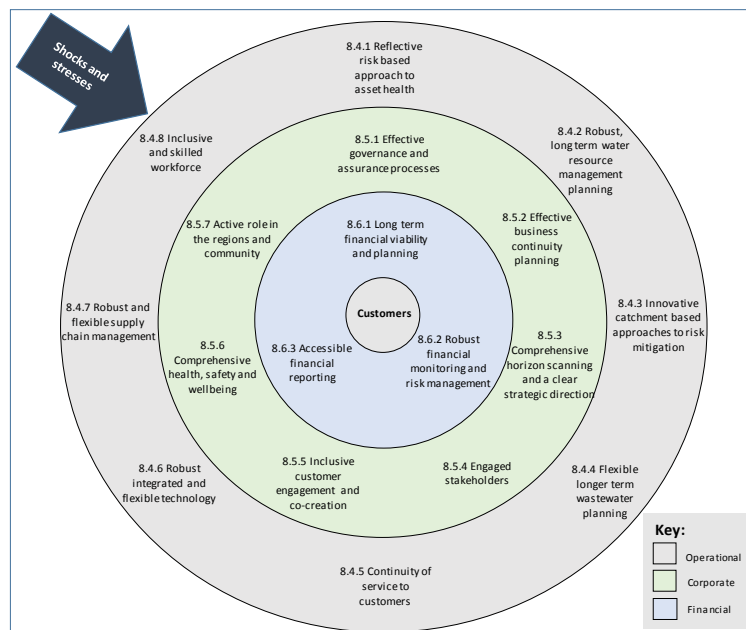 Shocks and
stresses
8.4.1 Reflective
risk based
approach to
asset health
8.4.2 Robust,
long term water
resource
management
planning
8.4.3 Innovative
catchment based
approaches to risk
mitigation
8.4.4 Flexible
longer term
wastewater
planning
8.4.5 Continuity of
service to
customers
8.4.6 Robust
integrated and
flexible technology
8.4.7 Robust and
flexible supply
chain management
8.4.8 Inclusive
and skilled
workforce
8.5.1 Effective
governance and
assurance processes
8.5.2 Effective
business
continuity
planning
8.5.3
Comprehensive
horizon scanning
and a clear
strategic direction
8.5.4 Engaged
stakeholders
8.5.5 Inclusive
customer
engagement and
co-creation
8.5.6
Comprehensive
health, safety and
wellbeing
8.5.7 Active role in
the regions and
community
8.6.1 Long term
financial viability
and planning
8.6.2 Robust
financial
monitoring and
risk management
8.6.3 Accessible
financial
reporting
Customers
Key:
Operational
Corporate
Financial